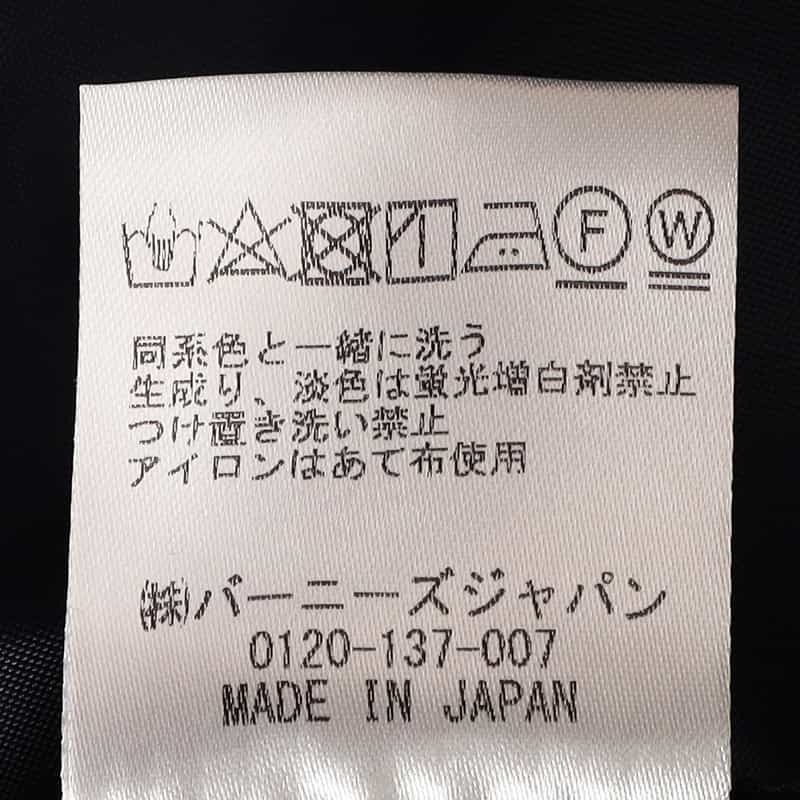 F W
同系色と一緒に洗う
生成り、淡色は蛍光増白剤禁止
つけ置き洗い禁止
アイロンはあて布使用
㈱バーニーズジャパン
0120-137-007
MADE IN JAPAN